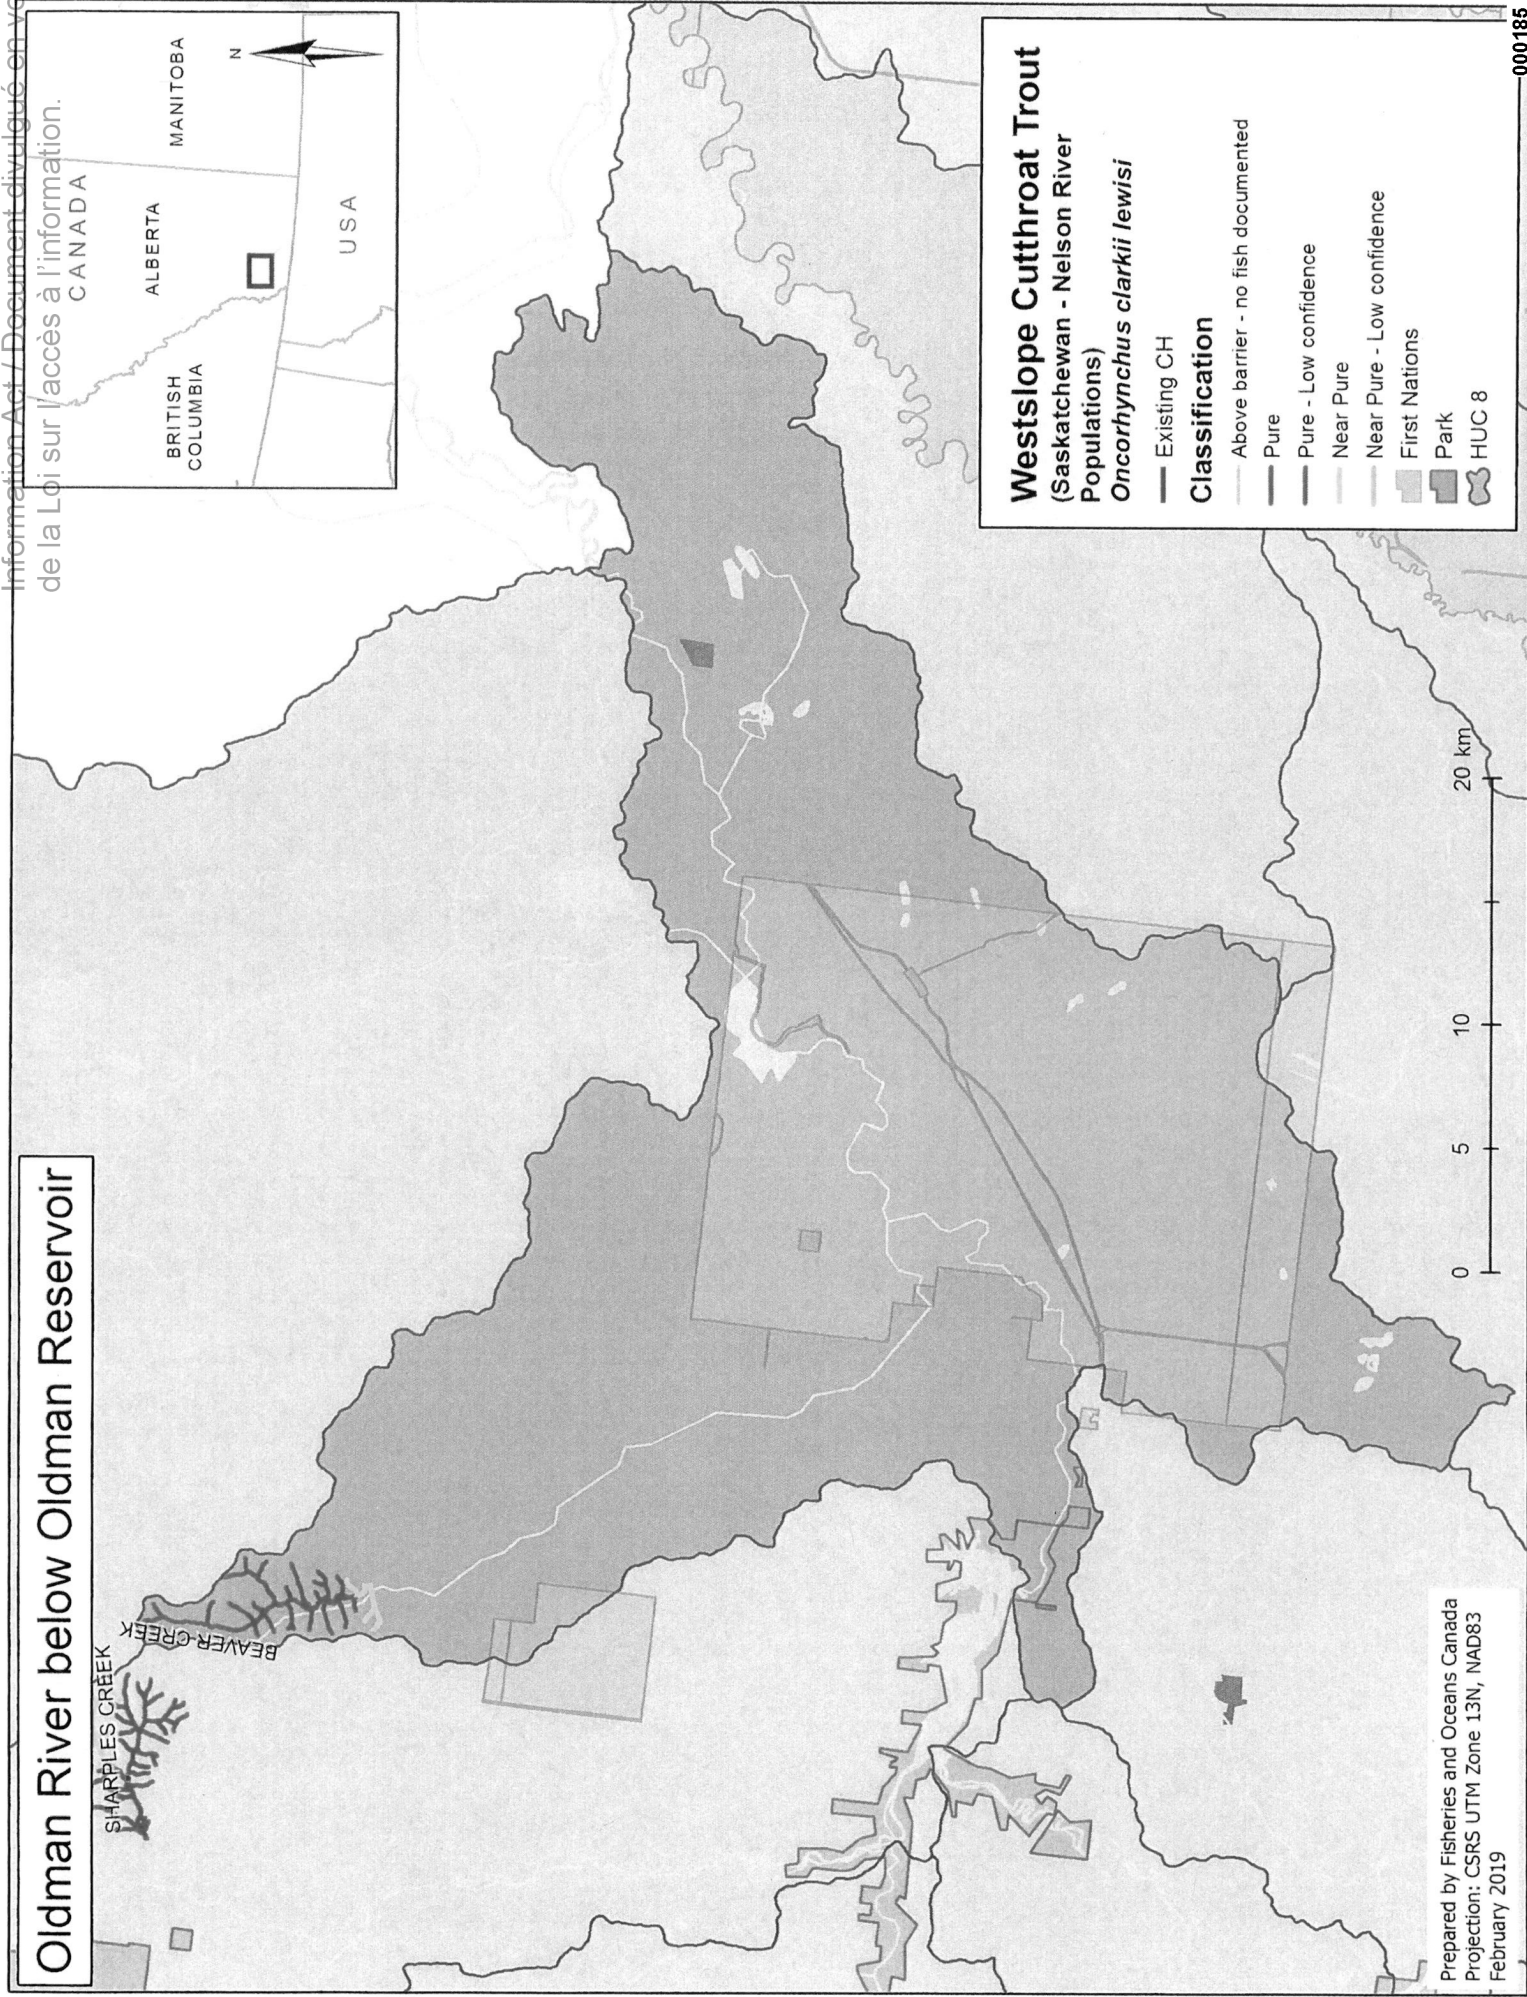 Information Act / Document divulgué en
de la Loi sur l'accès à l'information.
Oldman River below Oldman Reservoir
SHARPLES CREEK
BEAVER CREEK
CANADA
BRITISH
COLUMBIA
ALBERTA
MANITOBA
USA
N
Westslope Cutthroat Trout
(Saskatchewan - Nelson River
Populations)
Oncorhynchus clarkii lewisi
Existing CH
Classification
Above barrier - no fish documented
Pure
Pure - Low confidence
Near Pure
Near Pure - Low confidence
First Nations
Park
HUC 8
0 5 10 20 km
Prepared by Fisheries and Oceans Canada
Projection: CSRS UTM Zone 13N, NAD83
February 2019
000185